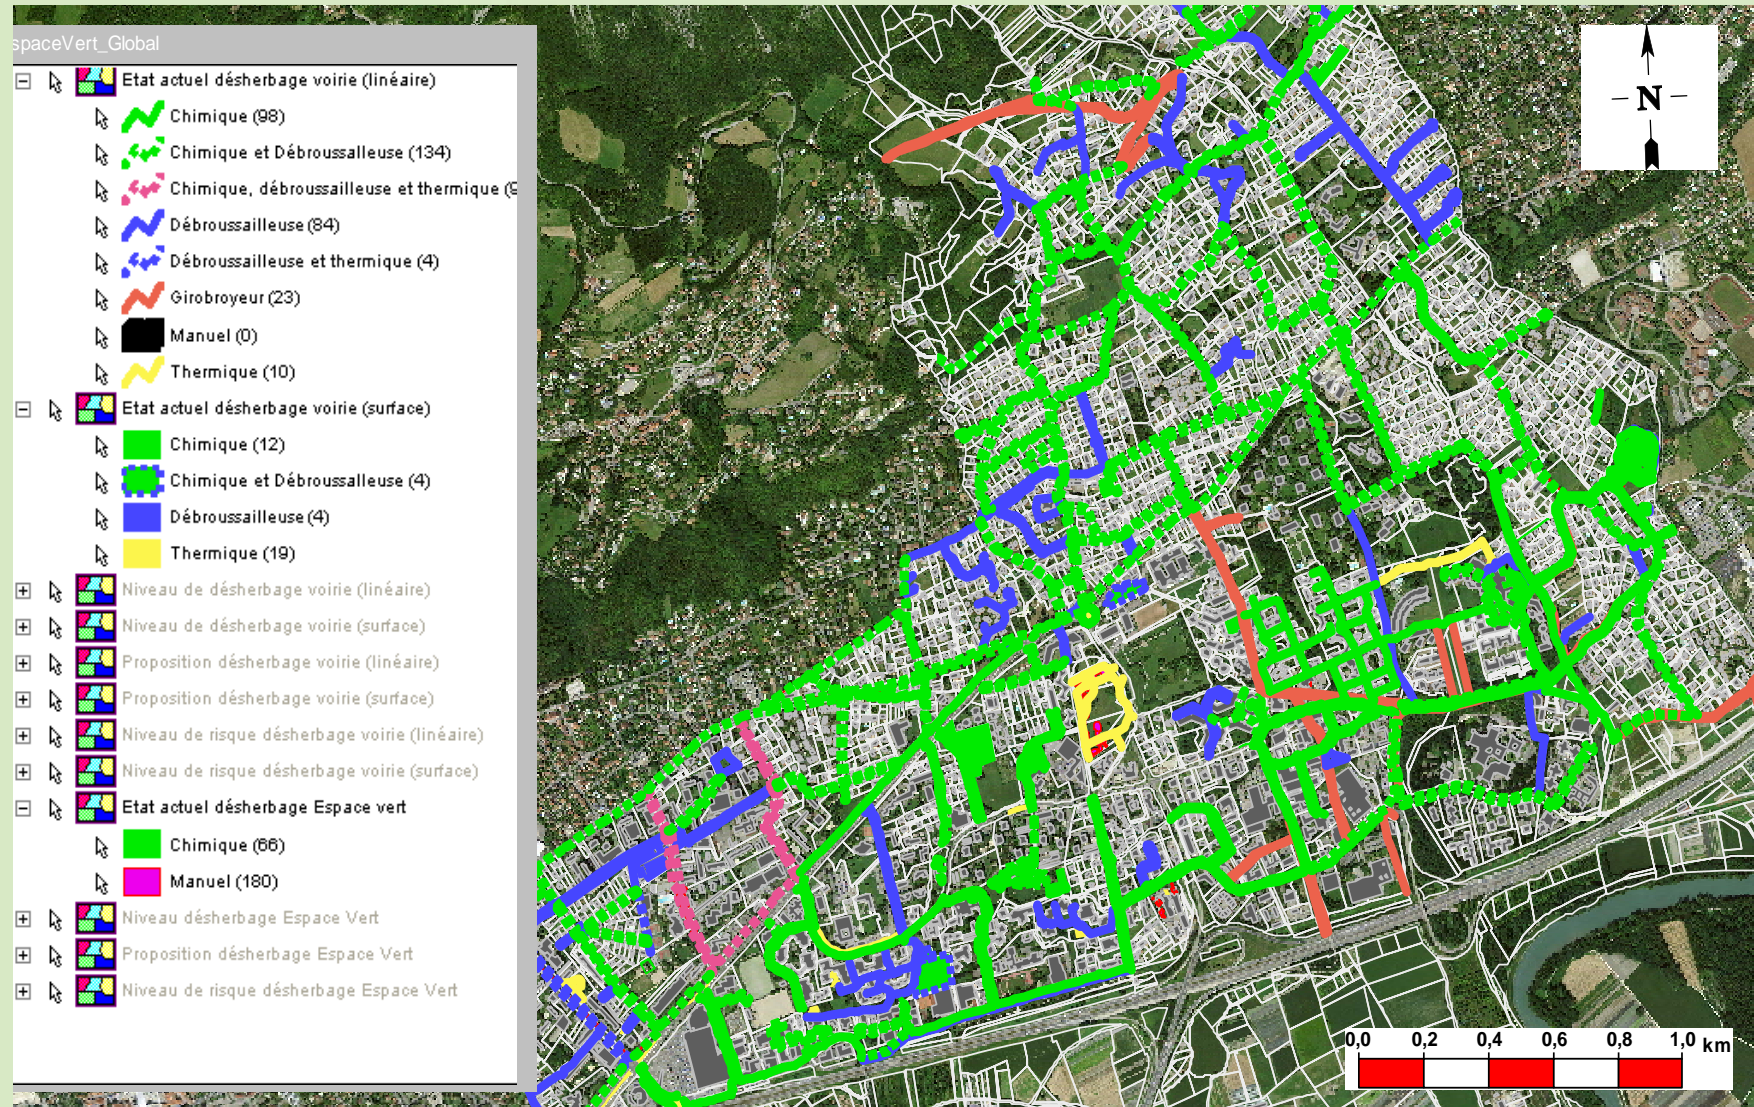 spaceVert_Global
Etat actuel désherbage voirie (linéaire)
Chimique (98)
Chimique et Débroussalleuse (134)
Chimique, débroussailleuse et thermique (9
Débroussailleuse (84)
Débroussailleuse et thermique (4)
Girobroyeur (23)
Manuel (0)
Thermique (10)
Etat actuel désherbage voirie (surface)
Chimique (12)
Chimique et Débroussalleuse (4)
Débroussailleuse (4)
Thermique (19)
Niveau de désherbage voirie (linéaire)
Niveau de désherbage voirie (surface)
Proposition désherbage voirie (linéaire)
Proposition désherbage voirie (surface)
Niveau de risque désherbage voirie (linéaire)
Niveau de risque désherbage voirie (surface)
Etat actuel désherbage Espace vert
Chimique (66)
Manuel (180)
Niveau désherbage Espace Vert
Proposition désherbage Espace Vert
Niveau de risque désherbage Espace Vert
N
0,0 0,2 0,4 0,6 0,8 1,0 km